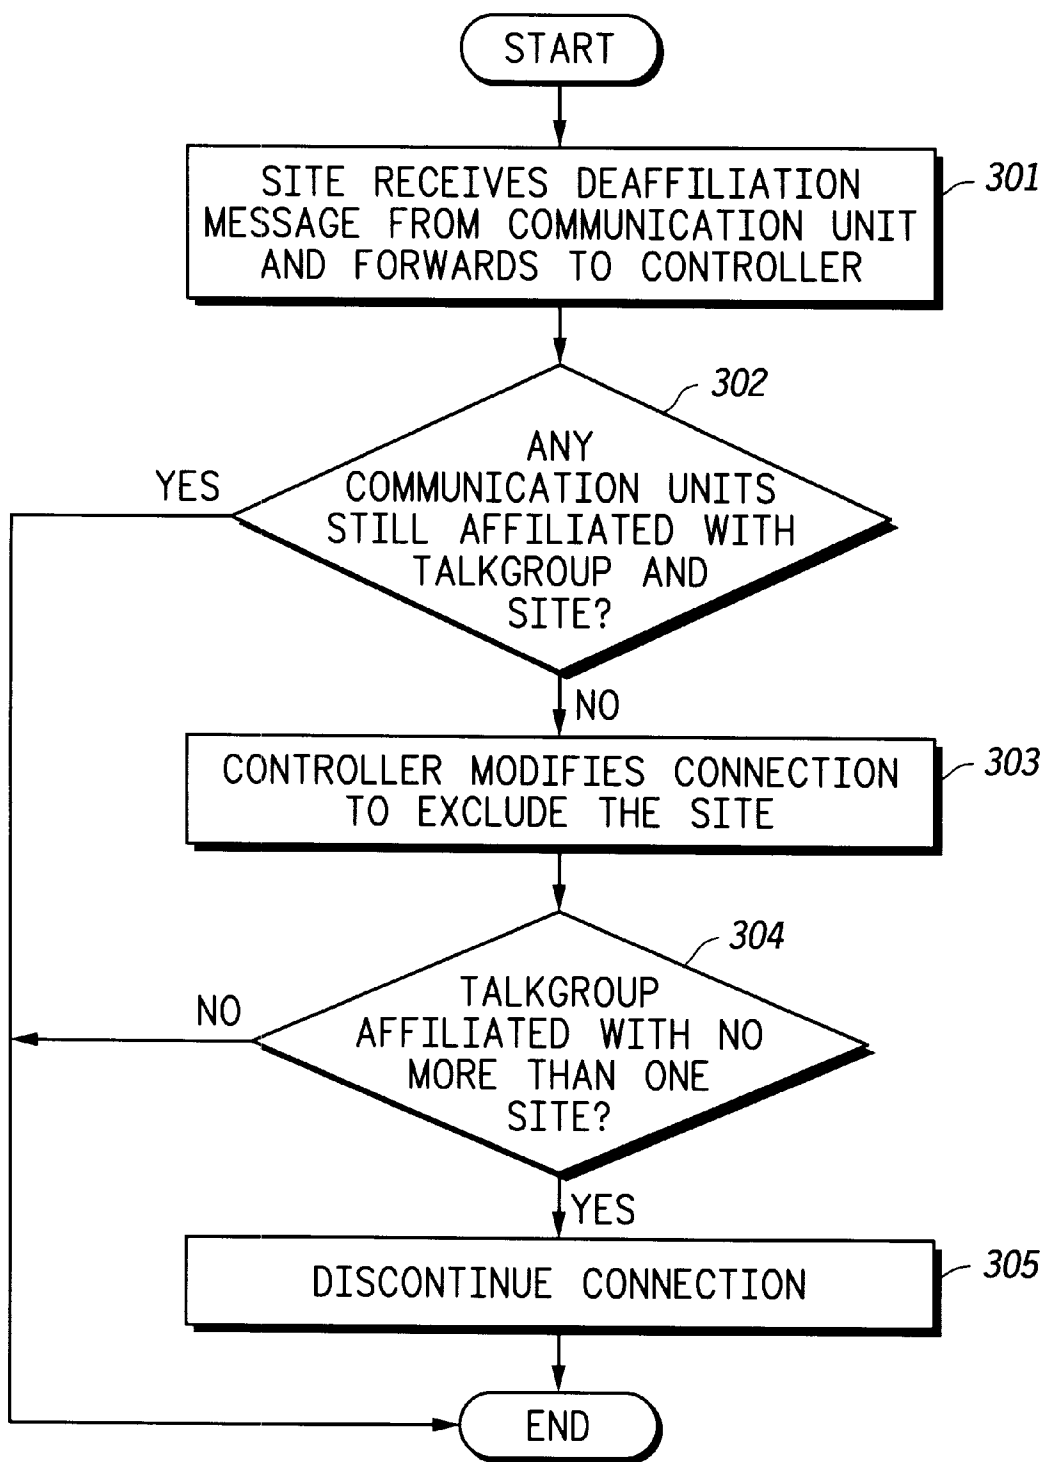 START
SITE RECEIVES DEAFFILIATION
MESSAGE FROM COMMUNICATION UNIT
AND FORWARDS TO CONTROLLER
301
302
ANY
COMMUNICATION UNITS
STILL AFFILIATED WITH
TALKGROUP AND
SITE?
YES
NO
CONTROLLER MODIFIES CONNECTION
TO EXCLUDE THE SITE
303
304
TALKGROUP
AFFILIATED WITH NO
MORE THAN ONE
SITE?
NO
YES
DISCONTINUE CONNECTION
305
END